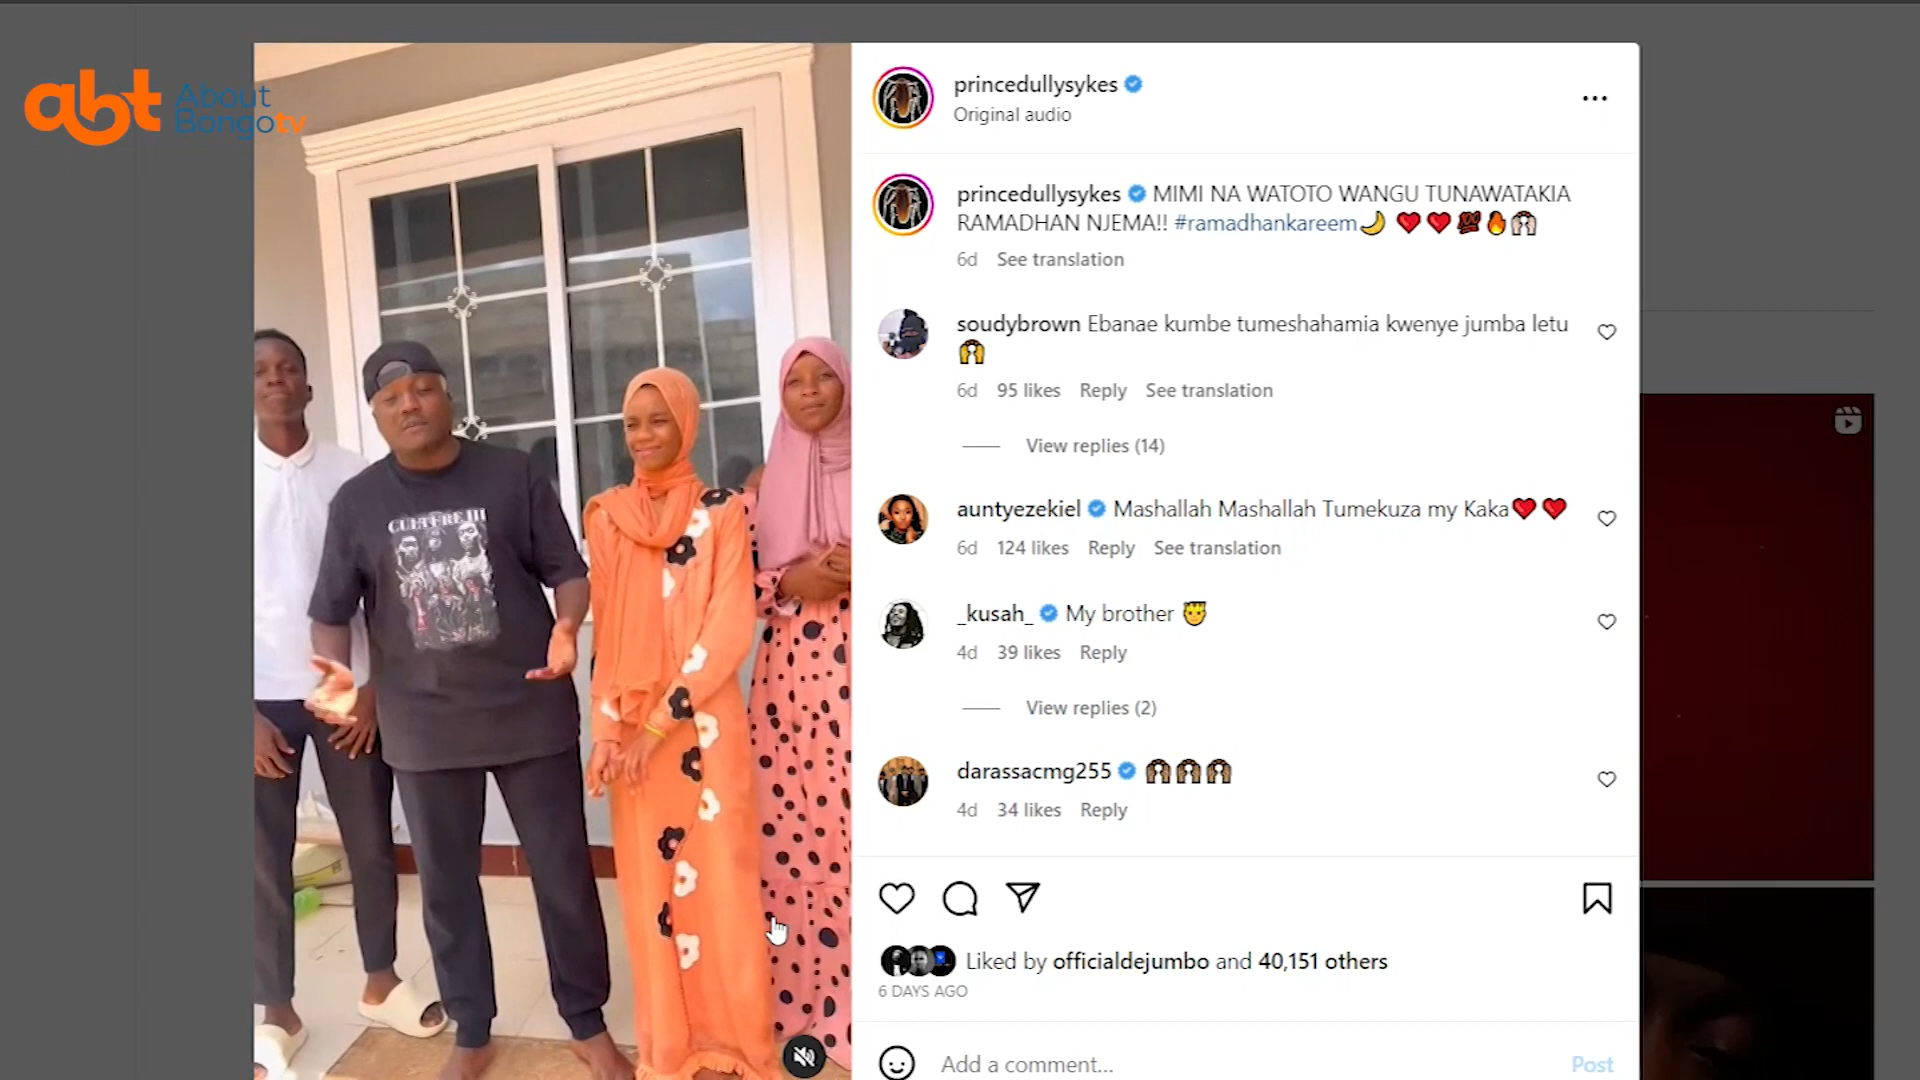 abt About
Bongotv
princedullysykes
Original audio
princedullysykes MIMI NA WATOTO WANGU TUNAWATAKIA
RAMADHAN NJEMA!! #ramadhankareem🌙 ❤️❤️💯🔥🙌
6d See translation
soudybrown Ebanae kumbe tumeshahamia kwenye jumba letu
🙌
6d 95 likes Reply See translation
View replies (14)
auntyezekiel Mashallah Mashallah Tumekuza my Kaka❤️❤️
6d 124 likes Reply See translation
_kusah_ My brother 🤴
4d 39 likes Reply
View replies (2)
darassacmg255 🙌🙌🙌
4d 34 likes Reply
Liked by officialdejumbo and 40,151 others
6 DAYS AGO
Add a comment... Post
CULTURE III